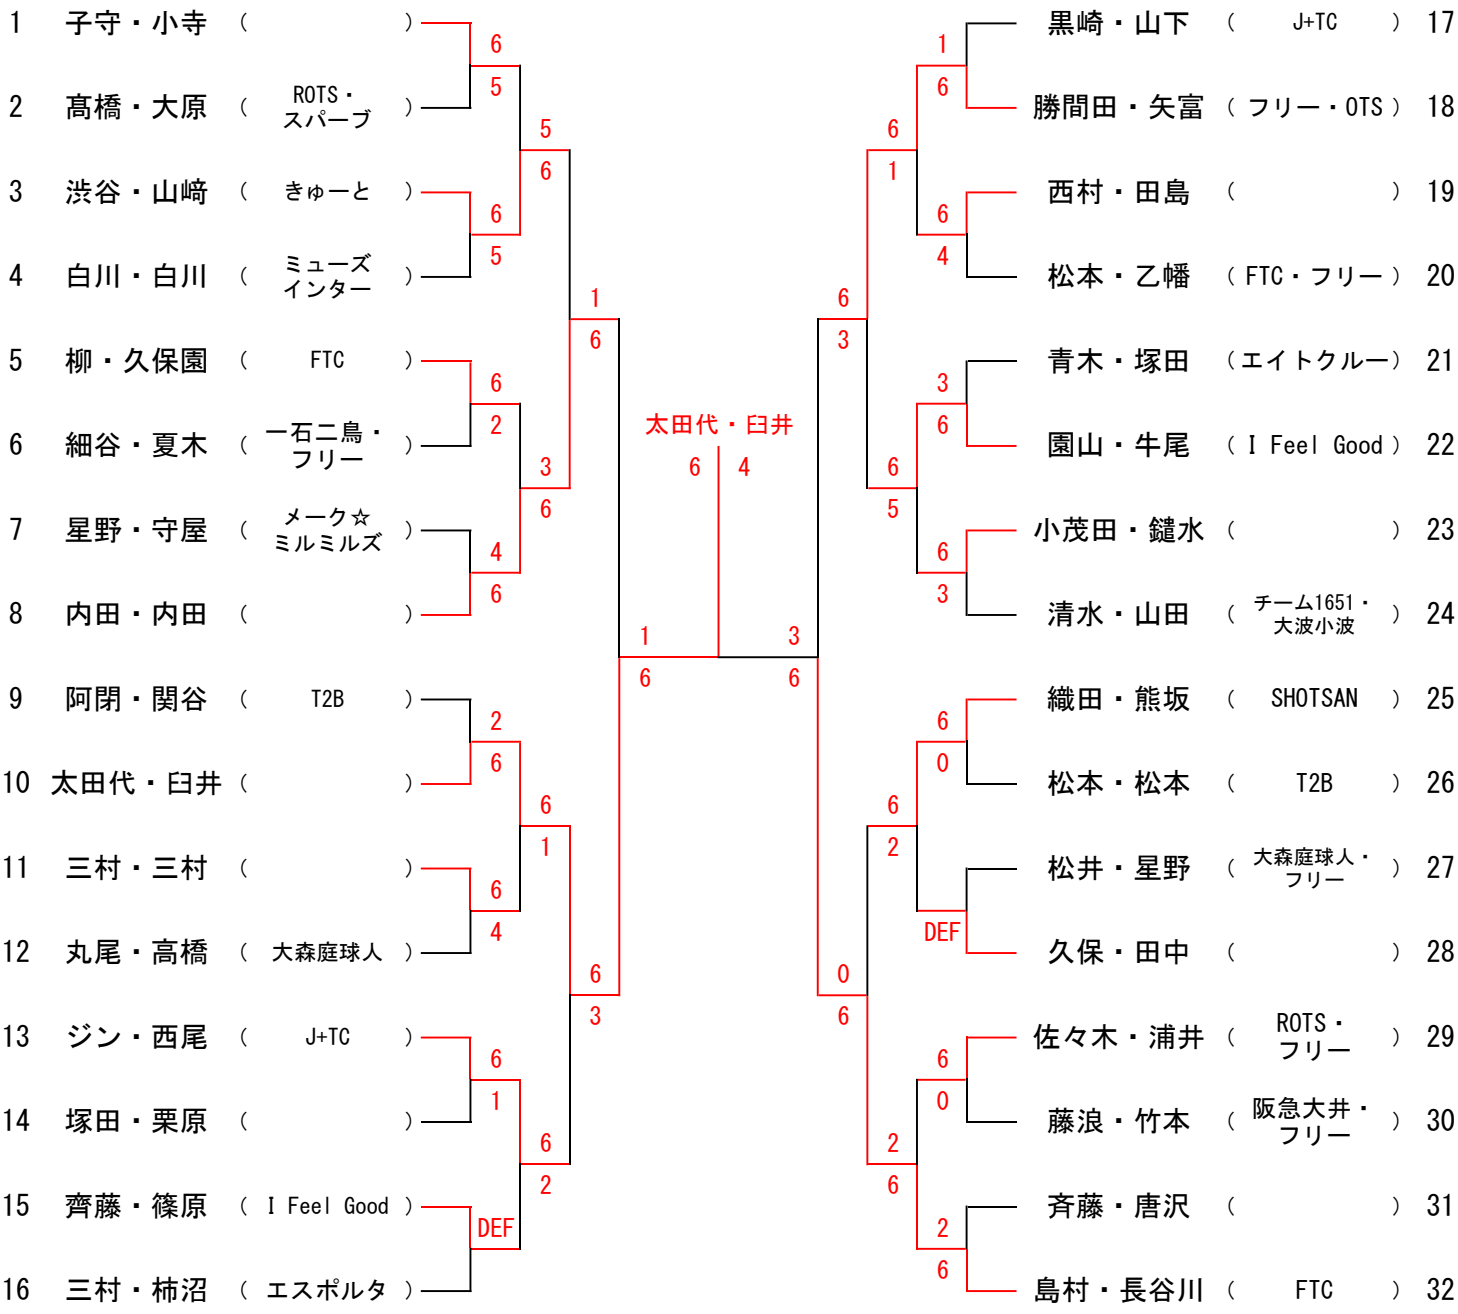 1 子守・小寺 ( )
6
5
2 髙橋・大原 ( ROTS・
スパーブ )
5
6
3 渋谷・山﨑 ( きゅーと )
6
5
4 白川・白川 ( ミューズ
インター )
1
6
5 柳・久保園 ( FTC )
6
2
6 細谷・夏木 ( 一石二鳥・
フリー )
3
6
7 星野・守屋 ( メーク☆
ミルミルズ )
4
6
8 内田・内田 ( )
1
6
9 阿閉・関谷 ( T2B )
2
6
10 太田代・臼井 ( )
6
1
11 三村・三村 ( )
6
4
12 丸尾・高橋 ( 大森庭球人 )
6
3
13 ジン・西尾 ( J+TC )
6
1
14 塚田・栗原 ( )
6
2
15 齊藤・篠原 ( I Feel Good )
DEF
16 三村・柿沼 ( エスポルタ )
太田代・臼井
6 4
黒崎・山下 ( J+TC ) 17
1
6
勝間田・矢富 ( フリー・OTS ) 18
6
1
西村・田島 ( ) 19
6
4
松本・乙幡 ( FTC・フリー ) 20
6
3
青木・塚田 (エイトクルー) 21
3
6
園山・牛尾 ( I Feel Good ) 22
6
5
小茂田・鑓水 ( ) 23
6
3
清水・山田 ( チーム1651・
大波小波 ) 24
3
6
織田・熊坂 ( SHOTSAN ) 25
6
0
松本・松本 ( T2B ) 26
6
2
松井・星野 ( 大森庭球人・
フリー ) 27
DEF
久保・田中 ( ) 28
0
6
佐々木・浦井 ( ROTS・
フリー ) 29
6
0
藤浪・竹本 ( 阪急大井・
フリー ) 30
2
6
斉藤・唐沢 ( ) 31
2
6
島村・長谷川 ( FTC ) 32